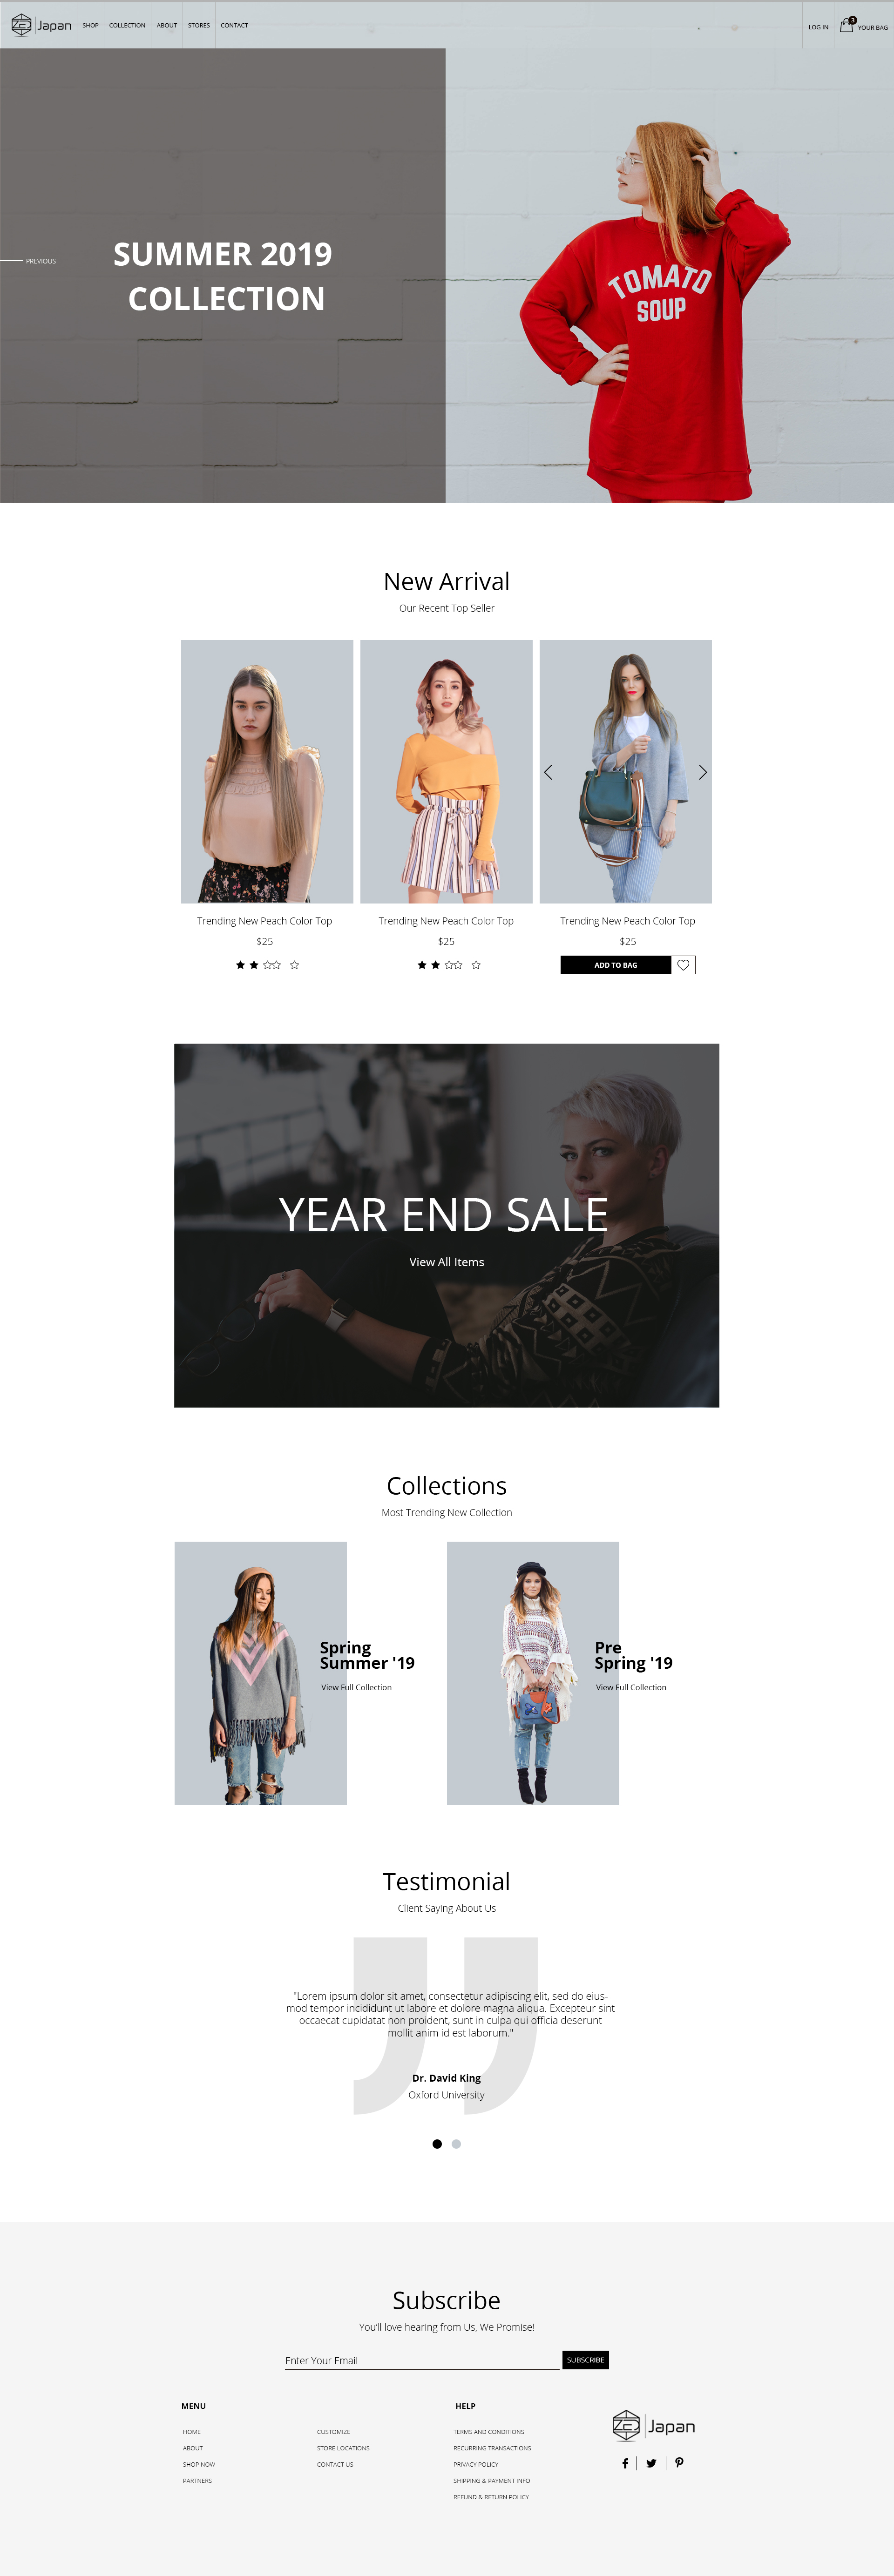 ZE Japan
SHOP
COLLECTION
ABOUT
STORES
CONTACT
LOG IN
3
YOUR BAG
PREVIOUS
SUMMER 2019
COLLECTION
TOMATO
SOUP
New Arrival
Our Recent Top Seller
Trending New Peach Color Top
$25
Trending New Peach Color Top
$25
Trending New Peach Color Top
$25
ADD TO BAG
YEAR END SALE
View All Items
Collections
Most Trending New Collection
Spring
Summer '19
View Full Collection
Pre
Spring '19
View Full Collection
Testimonial
Client Saying About Us
"Lorem ipsum dolor sit amet, consectetur adipiscing elit, sed do eius-
mod tempor incididunt ut labore et dolore magna aliqua. Excepteur sint
occaecat cupidatat non proident, sunt in culpa qui officia deserunt
mollit anim id est laborum."
Dr. David King
Oxford University
Subscribe
You'll love hearing from Us, We Promise!
Enter Your Email
SUBSCRIBE
MENU
HOME
ABOUT
SHOP NOW
PARTNERS
CUSTOMIZE
STORE LOCATIONS
CONTACT US
HELP
TERMS AND CONDITIONS
RECURRING TRANSACTIONS
PRIVACY POLICY
SHIPPING & PAYMENT INFO
REFUND & RETURN POLICY
ZE Japan